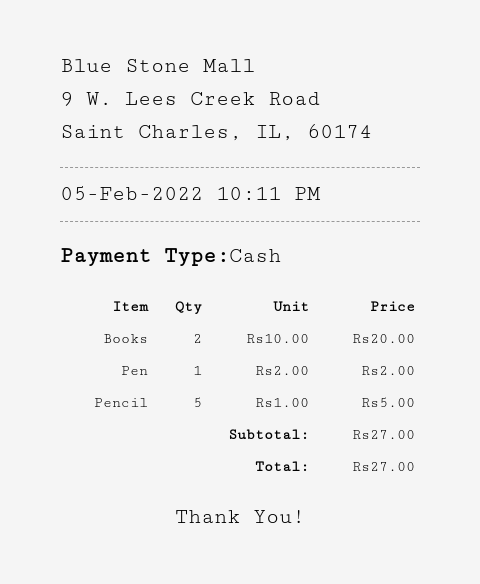 Blue Stone Mall
9 W. Lees Creek Road
Saint Charles, IL, 60174
05-Feb-2022 10:11 PM
Payment Type:Cash
Item Qty Unit Price
Books 2 Rs10.00 Rs20.00
Pen 1 Rs2.00 Rs2.00
Pencil 5 Rs1.00 Rs5.00
Subtotal: Rs27.00
Total: Rs27.00
Thank You!